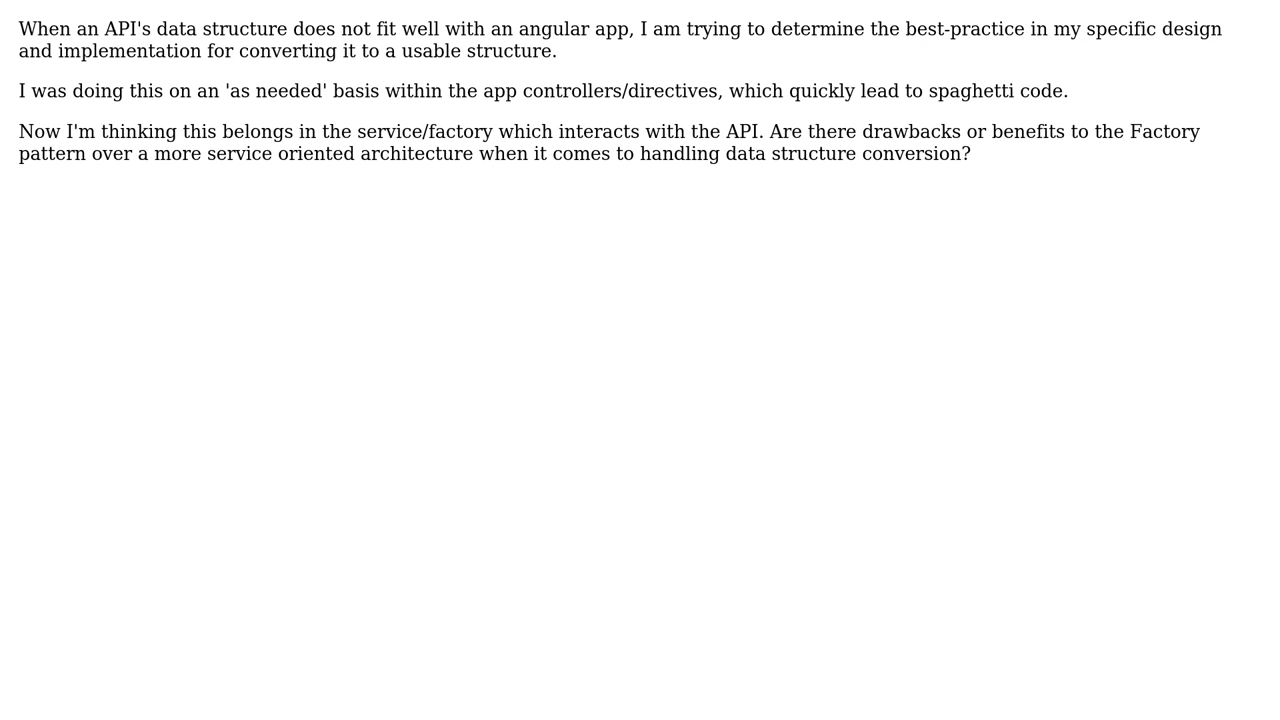 When an API's data structure does not fit well with an angular app, I am trying to determine the best-practice in my specific design
and implementation for converting it to a usable structure.
I was doing this on an 'as needed' basis within the app controllers/directives, which quickly lead to spaghetti code.
Now I'm thinking this belongs in the service/factory which interacts with the API. Are there drawbacks or benefits to the Factory
pattern over a more service oriented architecture when it comes to handling data structure conversion?